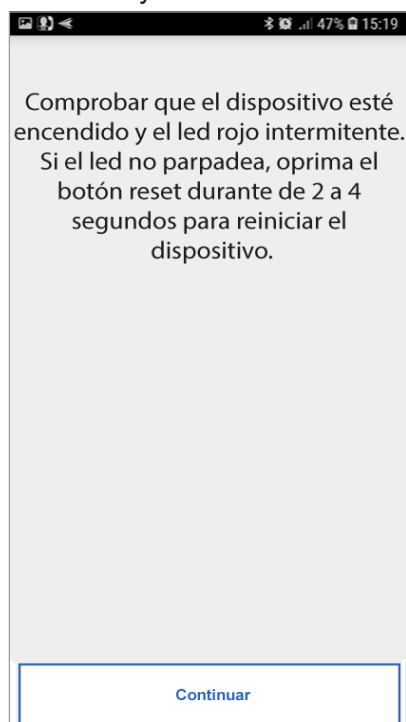 47% 15:19
Comprobar que el dispositivo esté
encendido y el led rojo intermitente.
Si el led no parpadea, oprima el
botón reset durante de 2 a 4
segundos para reiniciar el
dispositivo.
Continuar